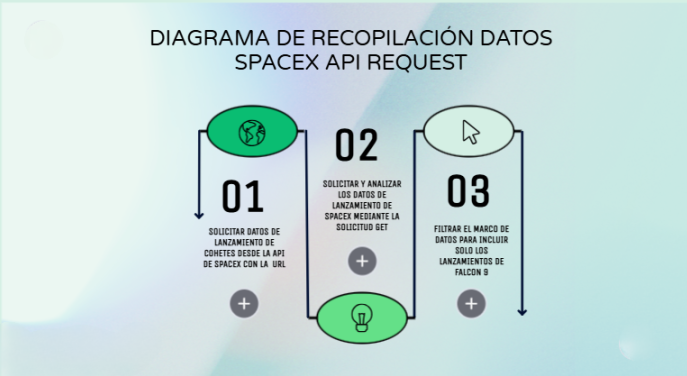 DIAGRAMA DE RECOPILACIÓN DATOS
SPACEX API REQUEST
01
SOLICITAR DATOS DE
LANZAMIENTO DE
COHETES DESDE LA API
DE SPACEX CON LA URL
02
SOLICITAR Y ANALIZAR
LOS DATOS DE
LANZAMIENTO DE
SPACEX MEDIANTE LA
SOLICITUD GET
03
FILTRAR EL MARCO DE
DATOS PARA INCLUIR
SOLO LOS
LANZAMIENTOS DE
FALCON 9